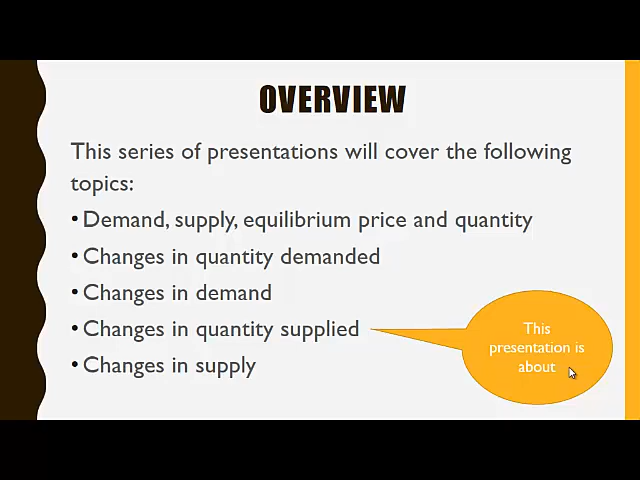 OVERVIEW
This series of presentations will cover the following
topics:
•Demand, supply, equilibrium price and quantity
•Changes in quantity demanded
•Changes in demand
•Changes in quantity supplied
•Changes in supply
This
presentation is
about